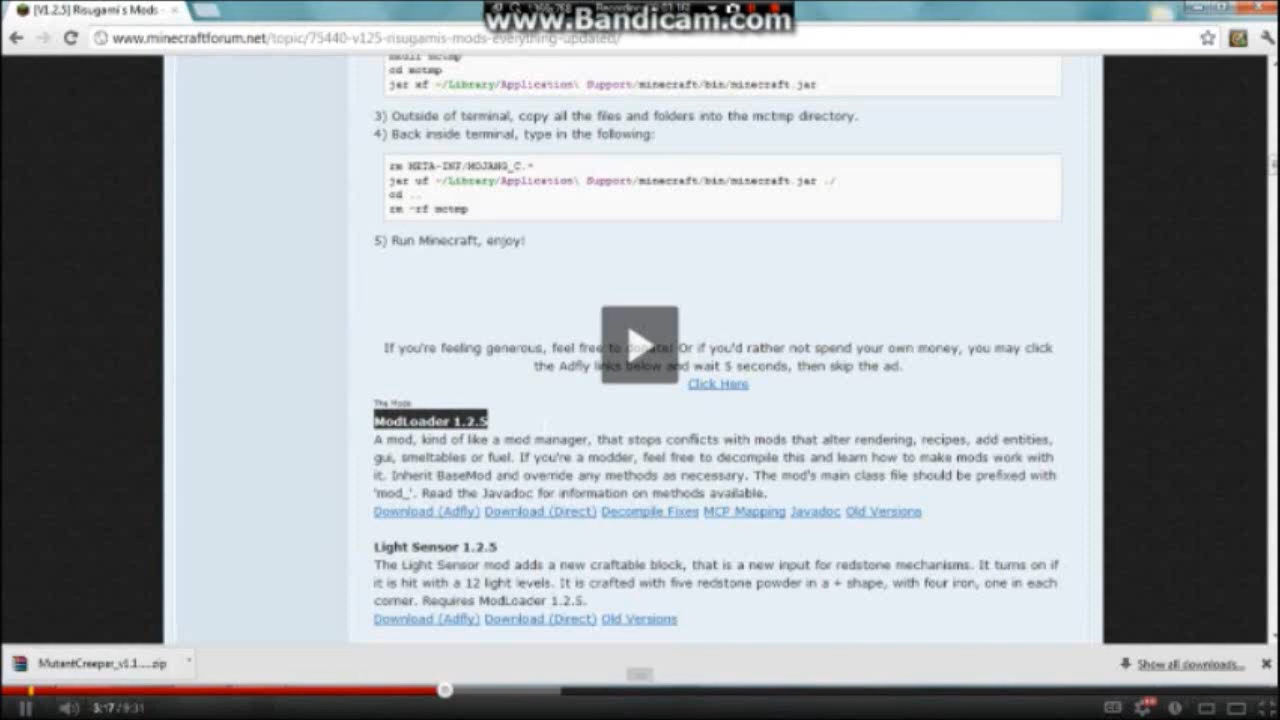 [V1.2.5] Risugami's Mods -
www.Bandicam.com
www.minecraftforum.net/topic/75440-v125-risugamis-mods-everything-updated/
cd mctmp
jar xf ~/Library/Application\ Support/minecraft/bin/minecraft.jar
3) Outside of terminal, copy all the files and folders into the mctmp directory.
4) Back inside terminal, type in the following:
rm META-INF/MOJANG_C.*
jar uf ~/Library/Application\ Support/minecraft/bin/minecraft.jar ./
cd ..
rm -rf mctmp
5) Run Minecraft, enjoy!
If you're feeling generous, feel free to donate! Or if you'd rather not spend your own money, you may click
the Adfly links below and wait 5 seconds, then skip the ad.
Click Here
The Mods
ModLoader 1.2.5
A mod, kind of like a mod manager, that stops conflicts with mods that alter rendering, recipes, add entities,
gui, smeltables or fuel. If you're a modder, feel free to decompile this and learn how to make mods work with
it. Inherit BaseMod and override any methods as necessary. The mod's main class file should be prefixed with
'mod_'. Read the Javadoc for information on methods available.
Download (Adfly) Download (Direct) Decompile Fixes MCP Mapping Javadoc Old Versions
Light Sensor 1.2.5
The Light Sensor mod adds a new craftable block, that is a new input for redstone mechanisms. It turns on if
it is hit with a 12 light levels. It is crafted with five redstone powder in a + shape, with four iron, one in each
corner. Requires ModLoader 1.2.5.
Download (Adfly) Download (Direct) Old Versions
MutantCreeper_v1.1....zip
Show all downloads...
3:17 / 9:31